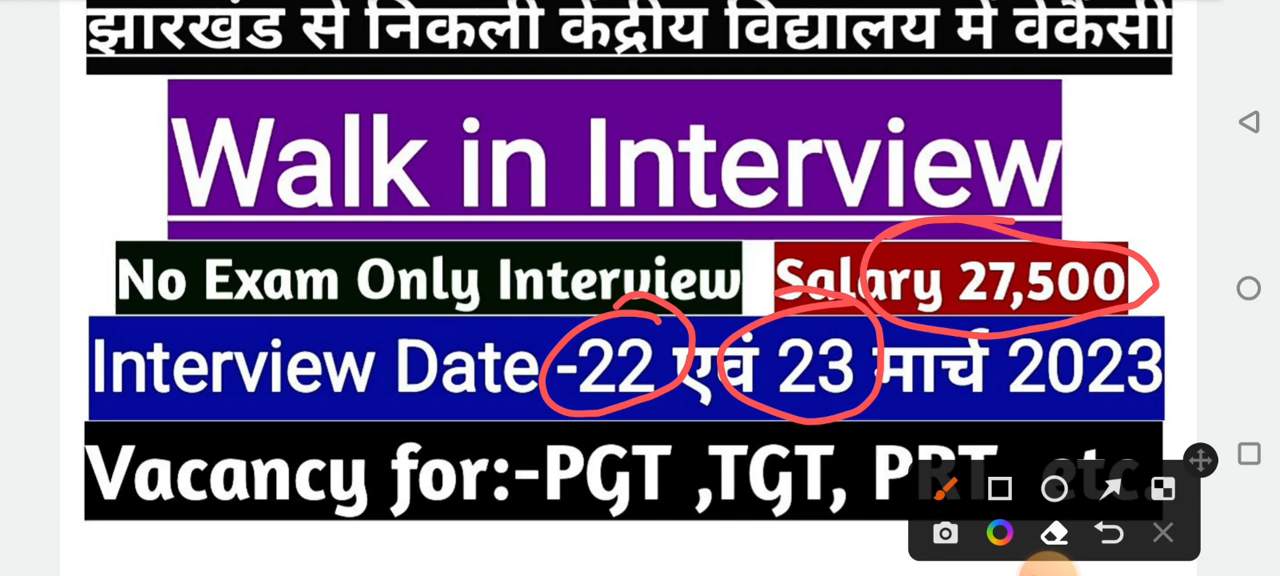 झारखंड से निकली केंद्रीय विद्यालय में वेकैंसी
Walk in Interview
No Exam Only Interview Salary 27,500
Interview Date -22 एवं 23 मार्च 2023
Vacancy for:-PGT ,TGT, PRT, etc.